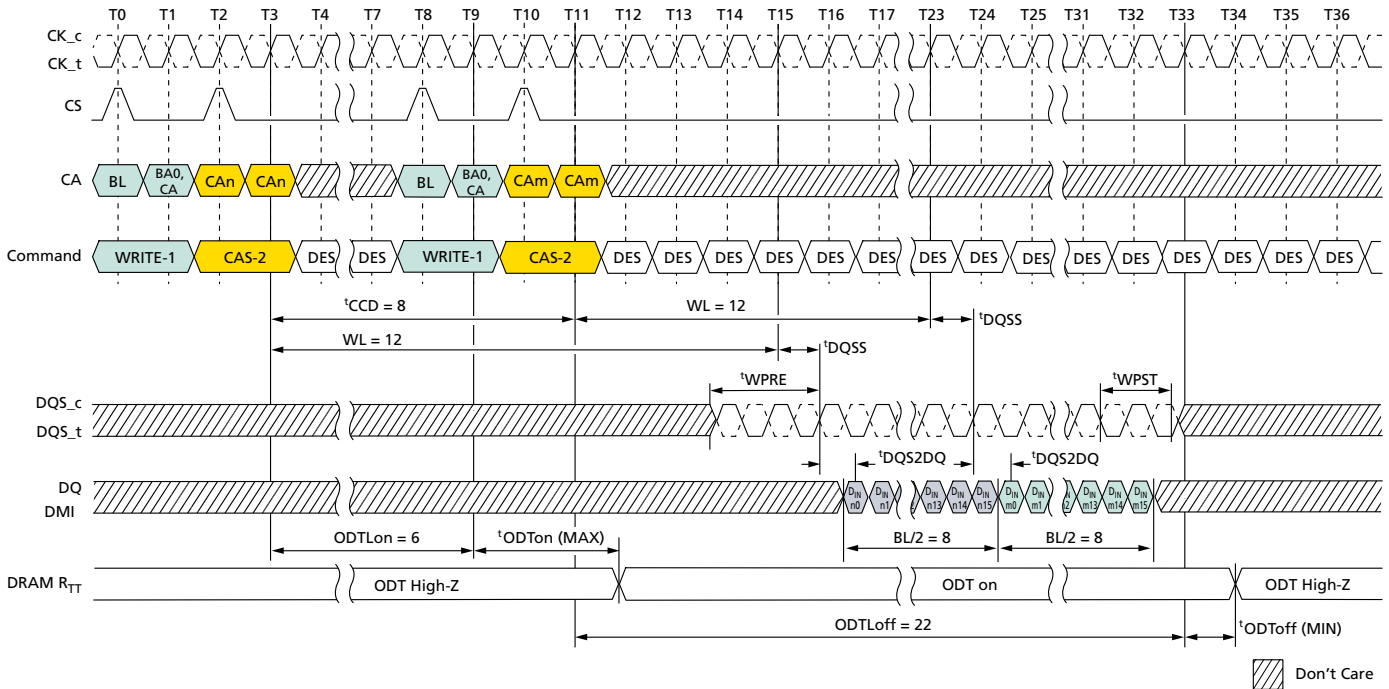 T0 T1 T2 T3 T4 T7 T8 T9 T10 T11 T12 T13 T14 T15 T16 T17 T23 T24 T25 T31 T32 T33 T34 T35 T36
CK_c
CK_t
CS
CA BL BA0, CA CAn CAn BL BA0, CA CAm CAm
Command WRITE-1 CAS-2 DES DES WRITE-1 CAS-2 DES DES DES DES DES DES DES DES DES DES DES DES DES DES DES
tCCD = 8 WL = 12 tDQSS
WL = 12 tDQSS
tWPRE tWPST
DQS_c
DQS_t
tDQS2DQ tDQS2DQ
DQ
DMI
DIN n0 DIN n1 DIN n13 DIN n14 DIN n15 DIN m0 DIN m1 DIN m13 DIN m14 DIN m15
ODTLon = 6 tODTon (MAX) BL/2 = 8 BL/2 = 8
DRAM RTT ODT High-Z ODT on ODT High-Z
ODTLoff = 22 tODToff (MIN)
Don't Care